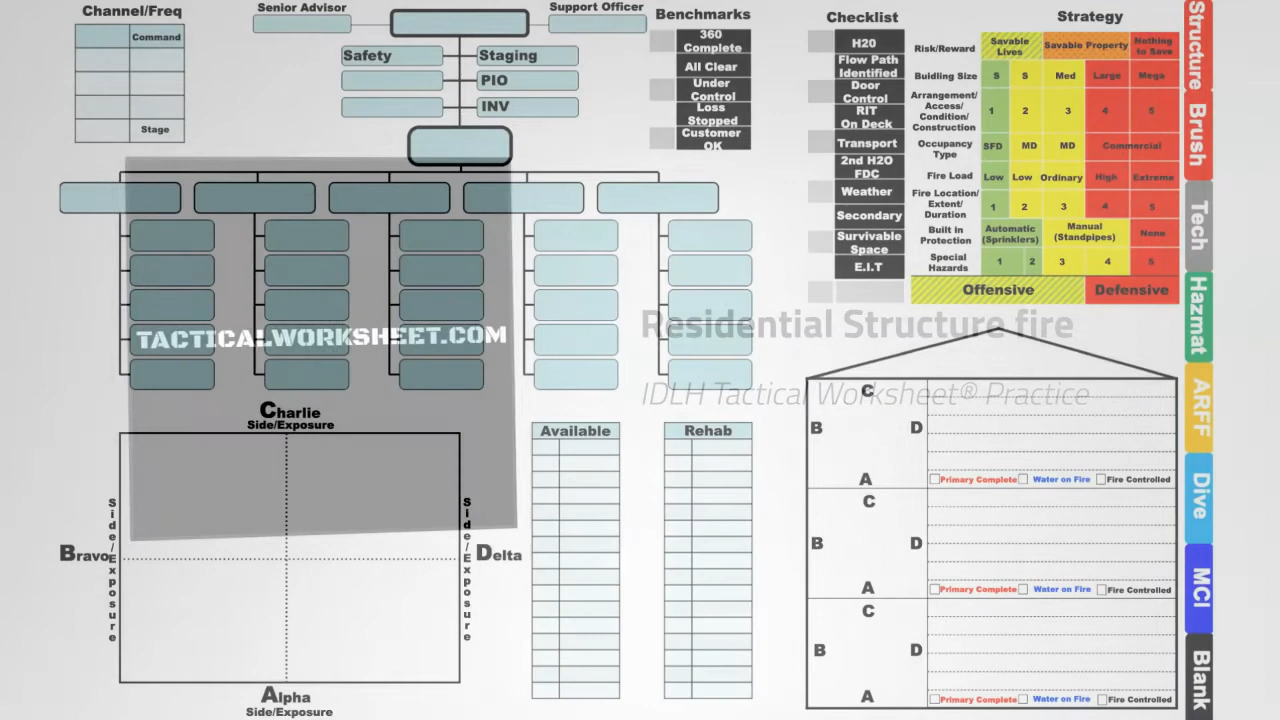 Channel/Freq
Command
Stage
Senior Advisor
Support Officer
Safety
Staging
PIO
INV
Benchmarks
360
Complete
All Clear
Under
Control
Loss
Stopped
Customer
OK
Checklist
H20
Flow Path
Identified
Door
Control
RIT
On Deck
Transport
2nd H2O
FDC
Weather
Secondary
Survivable
Space
E.I.T
Strategy
Risk/Reward
Savable
Lives
Savable Property
Nothing
to Save
Buidling Size
S S Med Large Mega
Arrangement/
Access/
Condition/
Construction
1 2 3 4 5
Occupancy
Type
SFD MD MD Commercial
Fire Load
Low Low Ordinary High Extreme
Fire Location/
Extent/
Duration
1 2 3 4 5
Built in
Protection
Automatic
(Sprinklers)
Manual
(Standpipes)
None
Special
Hazards
1 2 3 4 5
Offensive
Defensive
Structure
Brush
Tech
Hazmat
ARFF
Dive
MCI
Blank
TACTICALWORKSHEET.COM
Residential Structure fire
IDLH Tactical Worksheet® Practice
Charlie
Side/Exposure
Side/Exposure
Bravo
Side/Exposure
Delta
Alpha
Side/Exposure
Available
Rehab
C
B D
A
Primary Complete Water on Fire Fire Controlled
C
B D
A
Primary Complete Water on Fire Fire Controlled
C
B D
A
Primary Complete Water on Fire Fire Controlled